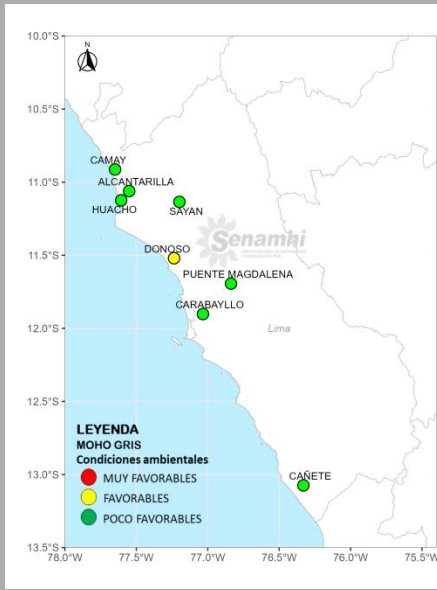 10.0°S
N
10.5°S
CAMAY
11.0°S
ALCANTARILLA
HUACHO
SAYAN
Senamhi
DONOSO
11.5°S
PUENTE MAGDALENA
CARABAYLLO
12.0°S
Lima
12.5°S
LEYENDA
MOHO GRIS
Condiciones ambientales
MUY FAVORABLES
FAVORABLES
POCO FAVORABLES
13.0°S
CAÑETE
13.5°S
78.0°W 77.5°W 77.0°W 76.5°W 76.0°W 75.5°W